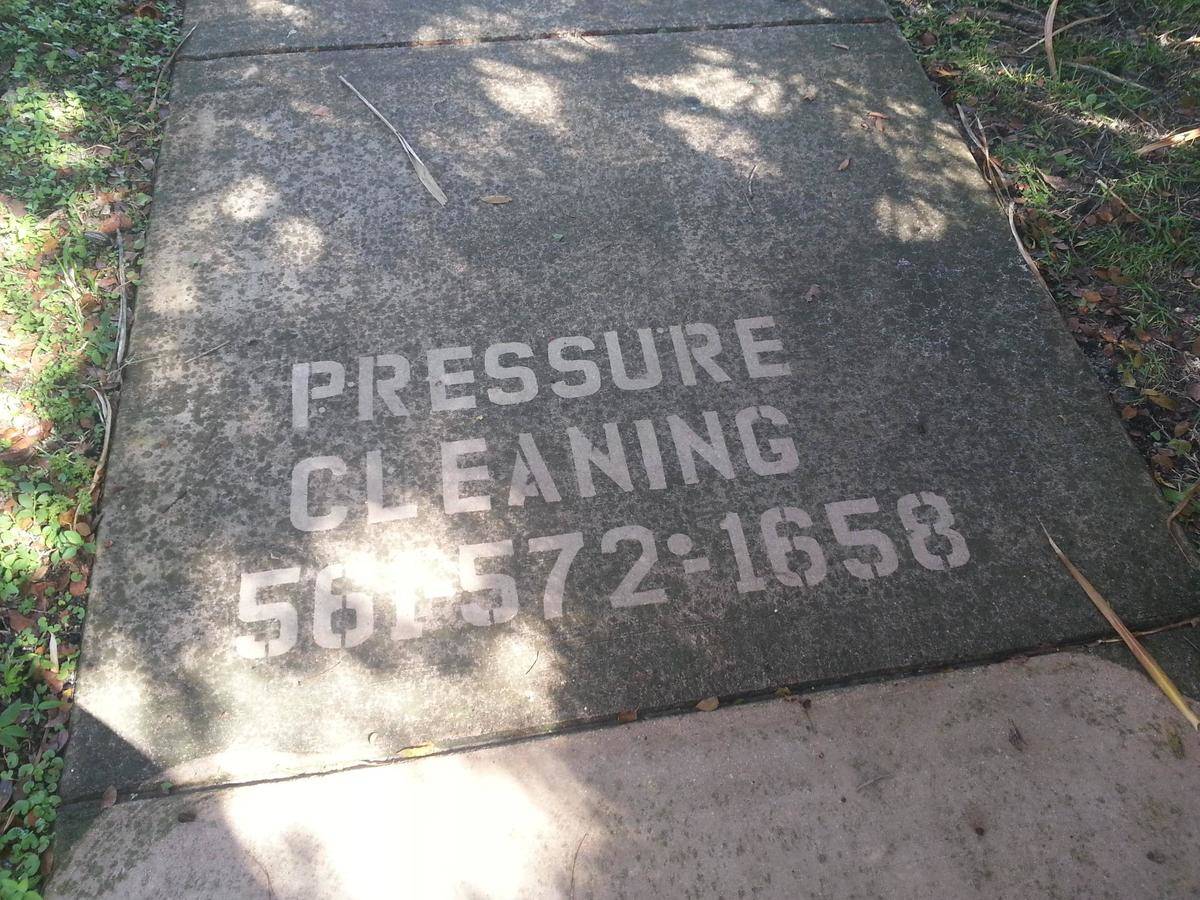 PRESSURE
CLEANING
561-572-1658